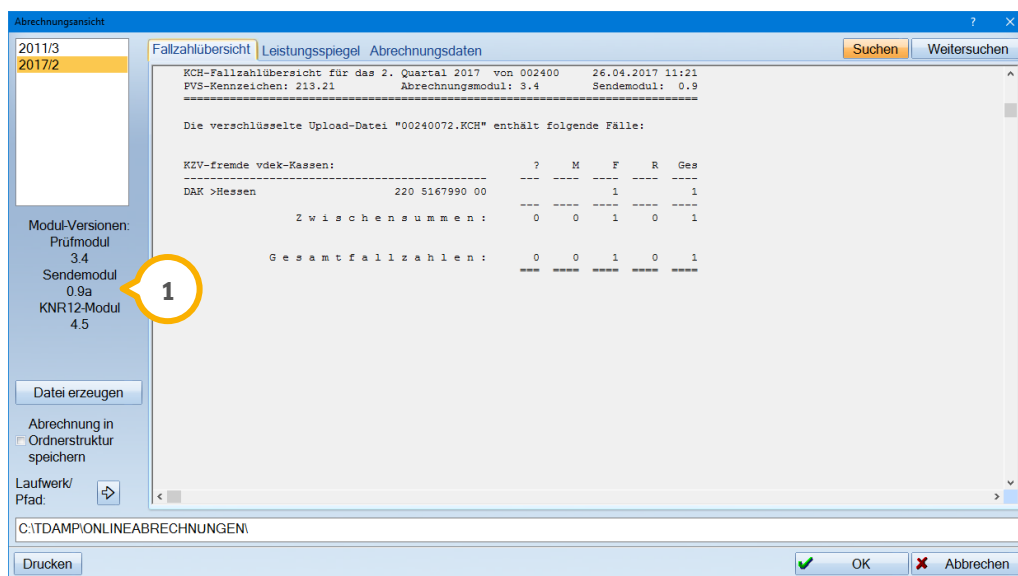 Abrechnungsansicht ? ×
2011/3
2017/2
Fallzahlübersicht Leistungsspiegel Abrechnungsdaten Suchen Weitersuchen
KCH-Fallzahlübersicht für das 2. Quartal 2017 von 002400 26.04.2017 11:21
PVS-Kennzeichen: 213.21 Abrechnungsmodul: 3.4 Sendemodul: 0.9
Die verschlüsselte Upload-Datei "00240072.KCH" enthält folgende Fälle:
KZV-fremde vdek-Kassen: ? M F R Ges
DAK >Hessen 220 5167990 00 1 1
Z w i s c h e n s u m m e n : 0 0 1 0 1
G e s a m t f a l l z a h l e n : 0 0 1 0 1
Modul-Versionen:
Prüfmodul
3.4
Sendemodul
0.9a
KNR12-Modul
4.5
1
Datei erzeugen
Abrechnung in
Ordnerstruktur
speichern
Laufwerk/
Pfad:
C:\TDAMP\ONLINEABRECHNUNGEN\
Drucken OK Abbrechen